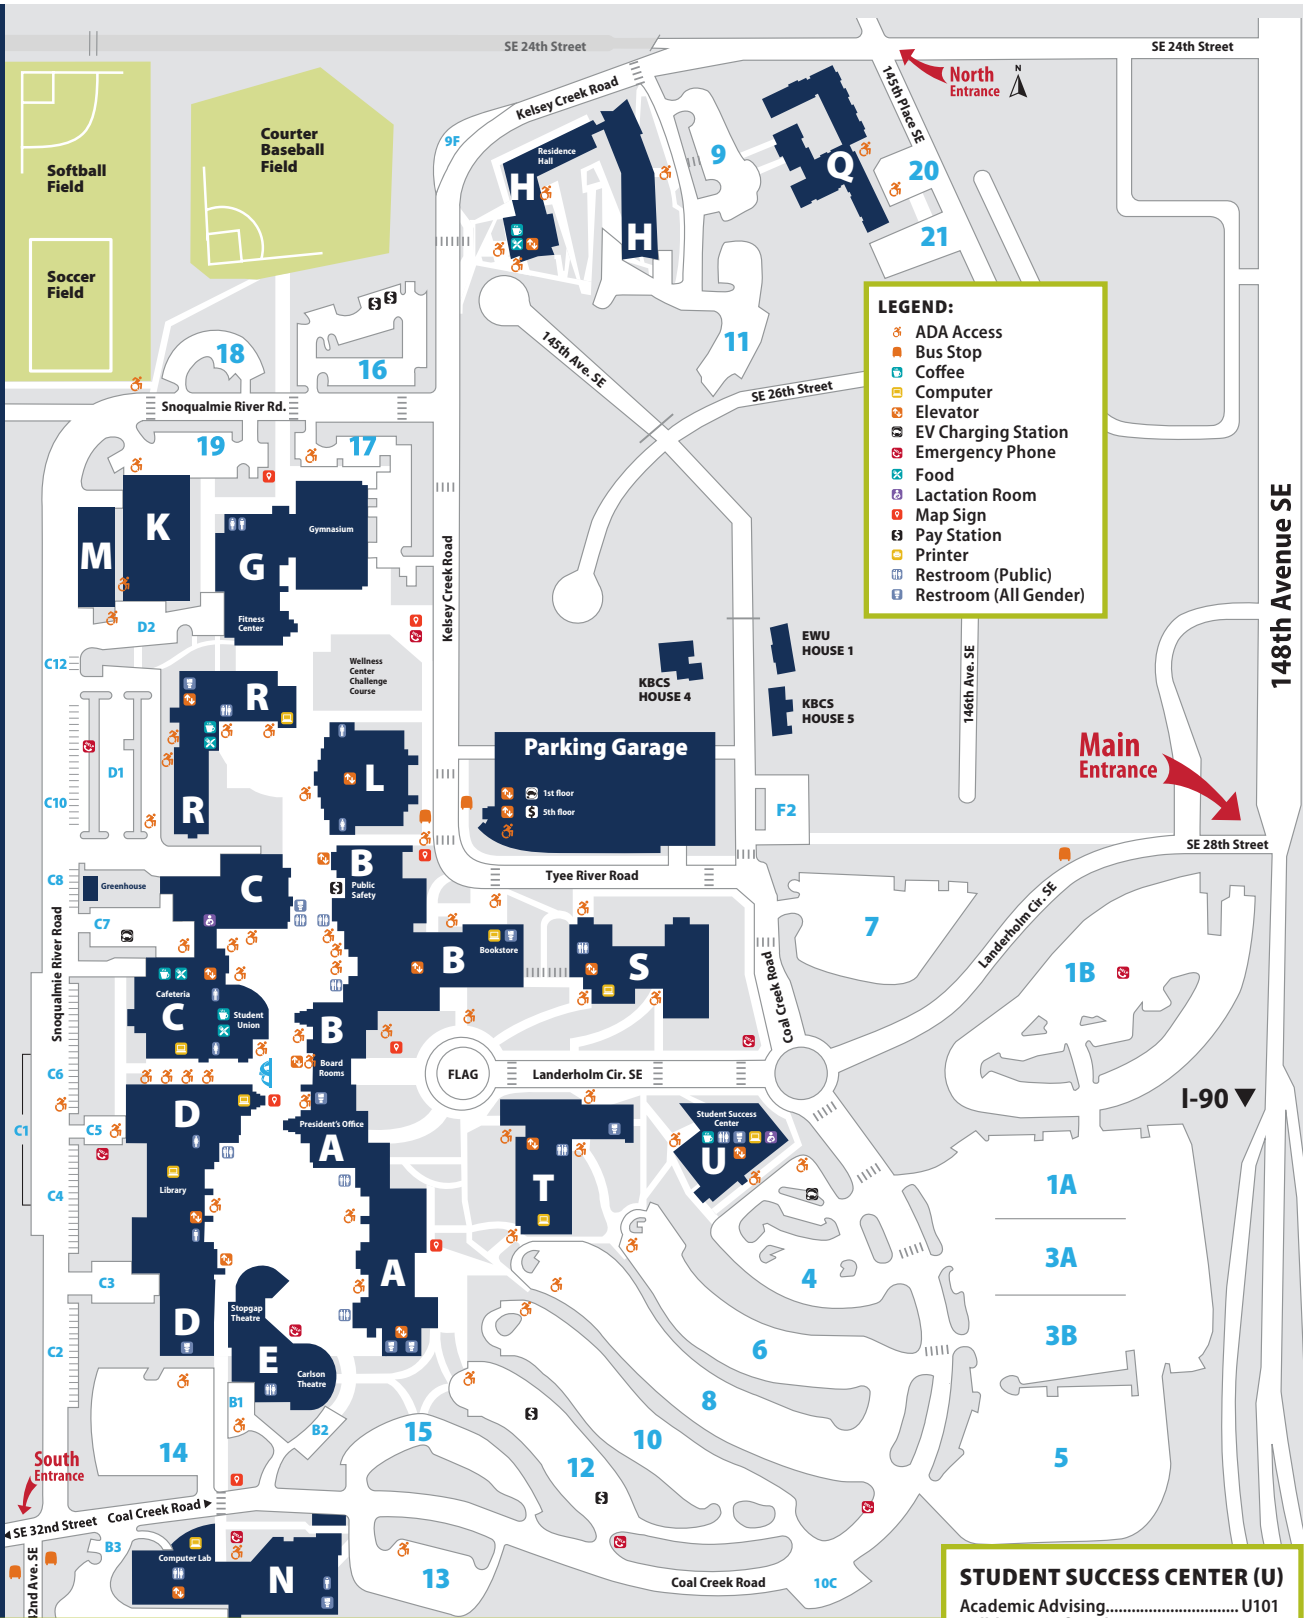 SE 24th Street
SE 24th Street
North
Entrance
N
145th Place SE
Kelsey Creek Road
9F
Softball
Field
Courter
Baseball
Field
Residence
Hall
H
H
9
Q
20
21
Soccer
Field
LEGEND:
ADA Access
Bus Stop
Coffee
Computer
Elevator
EV Charging Station
Emergency Phone
Food
Lactation Room
Map Sign
Pay Station
Printer
Restroom (Public)
Restroom (All Gender)
18
16
$ $
145th Ave. SE
11
SE 26th Street
Snoqualmie River Rd.
19
17
K
M
G
Gymnasium
Fitness
Center
Kelsey Creek Road
148th Avenue SE
D2
C12
Wellness
Center
Challenge
Course
EWU
HOUSE 1
KBCS
HOUSE 4
KBCS
HOUSE 5
146th Ave. SE
R
R
D1
C10
L
Parking Garage
1st floor
$ 5th floor
F2
Main
Entrance
SE 28th Street
Tyee River Road
C8
Greenhouse
C
B
Public
Safety
$
C7
Snoqualmie River Road
B
Bookstore
S
7
Landerholm Cir. SE
Coal Creek Road
1B
Cafeteria
C
Student
Union
B
Board
Rooms
C6
FLAG
Landerholm Cir. SE
I-90
C1
C5
D
President's Office
A
Student Success
Center
U
T
C4
Library
1A
3A
3B
A
C3
4
Stopgap
Theatre
D
E
Carlson
Theatre
C2
6
8
B1
B2
15
10
$
12
$
14
5
South
Entrance
SE 32nd Street
Coal Creek Road
B3
Computer Lab
N
13
Coal Creek Road
10C
42nd Ave. SE
STUDENT SUCCESS CENTER (U)
Academic Advising............................... U101